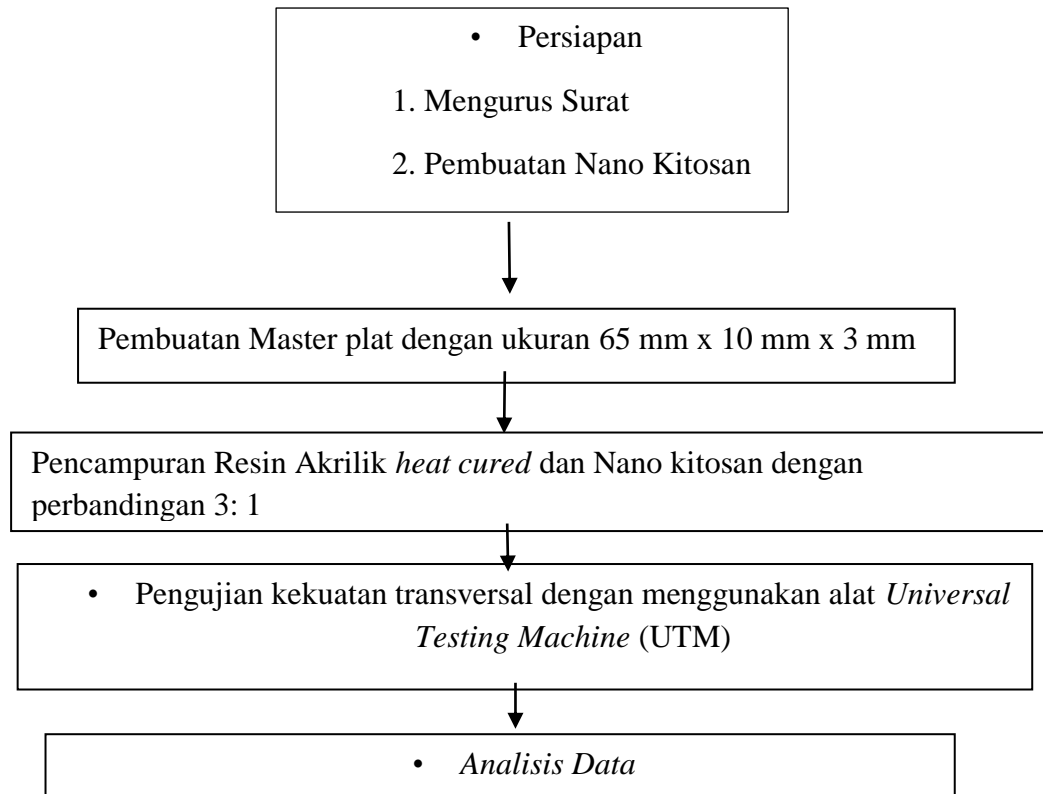 • Persiapan
1. Mengurus Surat
2. Pembuatan Nano Kitosan
Pembuatan Master plat dengan ukuran 65 mm x 10 mm x 3 mm
Pencampuran Resin Akrilik heat cured dan Nano kitosan dengan
perbandingan 3: 1
• Pengujian kekuatan transversal dengan menggunakan alat Universal
Testing Machine (UTM)
• Analisis Data